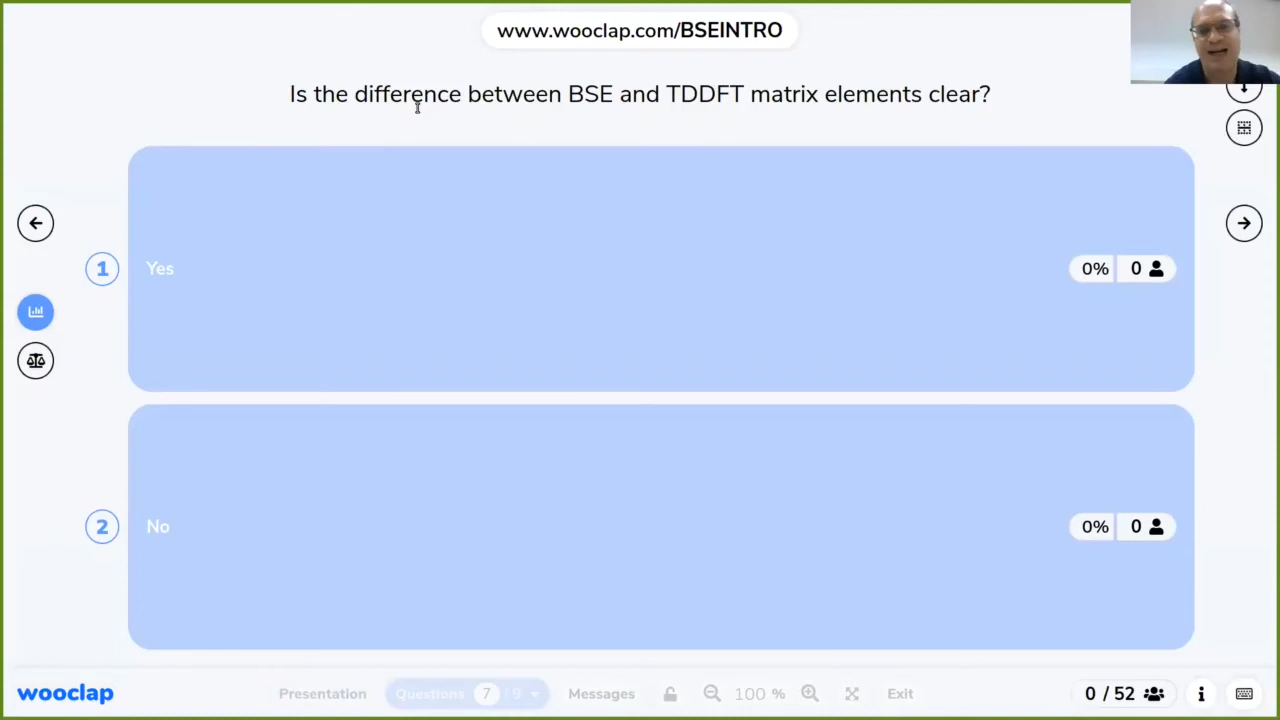 www.wooclap.com/BSEINTRO
Is the difference between BSE and TDDFT matrix elements clear?
1 Yes 0% 0
2 No 0% 0
wooclap Presentation Questions 7 / 9 Messages 100 % Exit 0 / 52